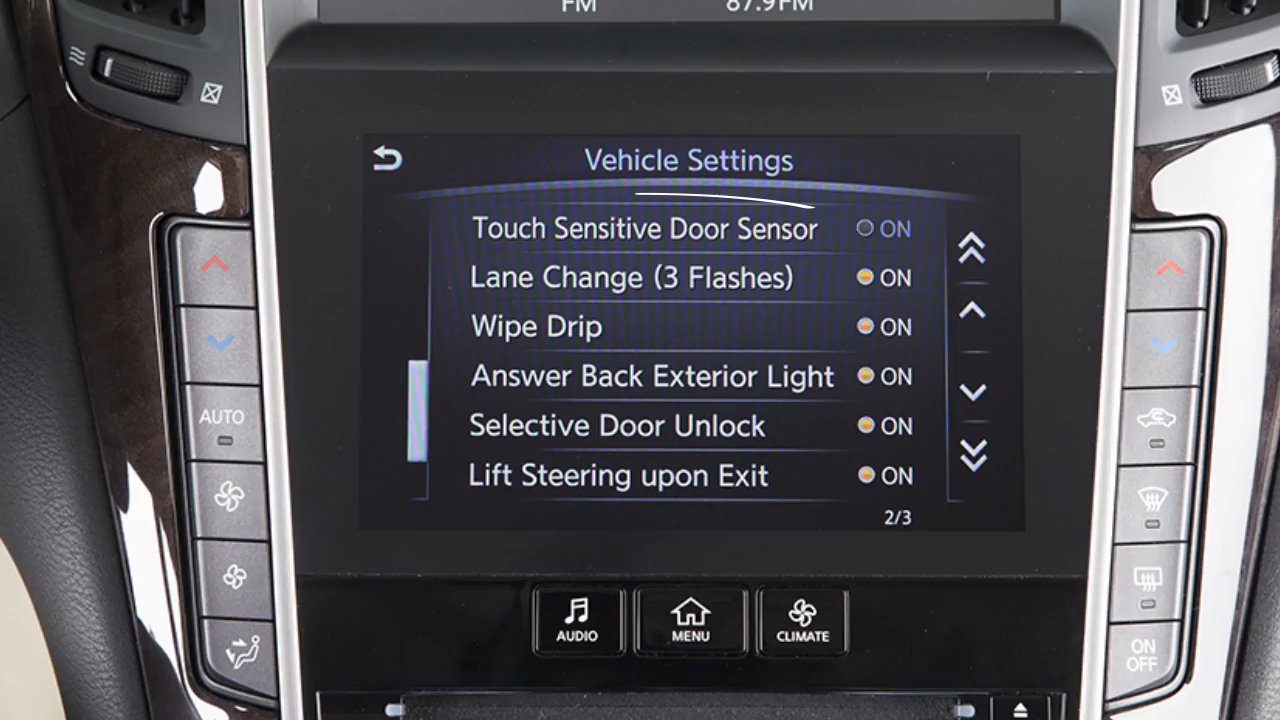 FM 87.9 FM
Vehicle Settings
Touch Sensitive Door Sensor ON
Lane Change (3 Flashes) ON
Wipe Drip ON
Answer Back Exterior Light ON
Selective Door Unlock ON
Lift Steering upon Exit ON
2/3
AUTO
AUDIO MENU CLIMATE
ON
OFF